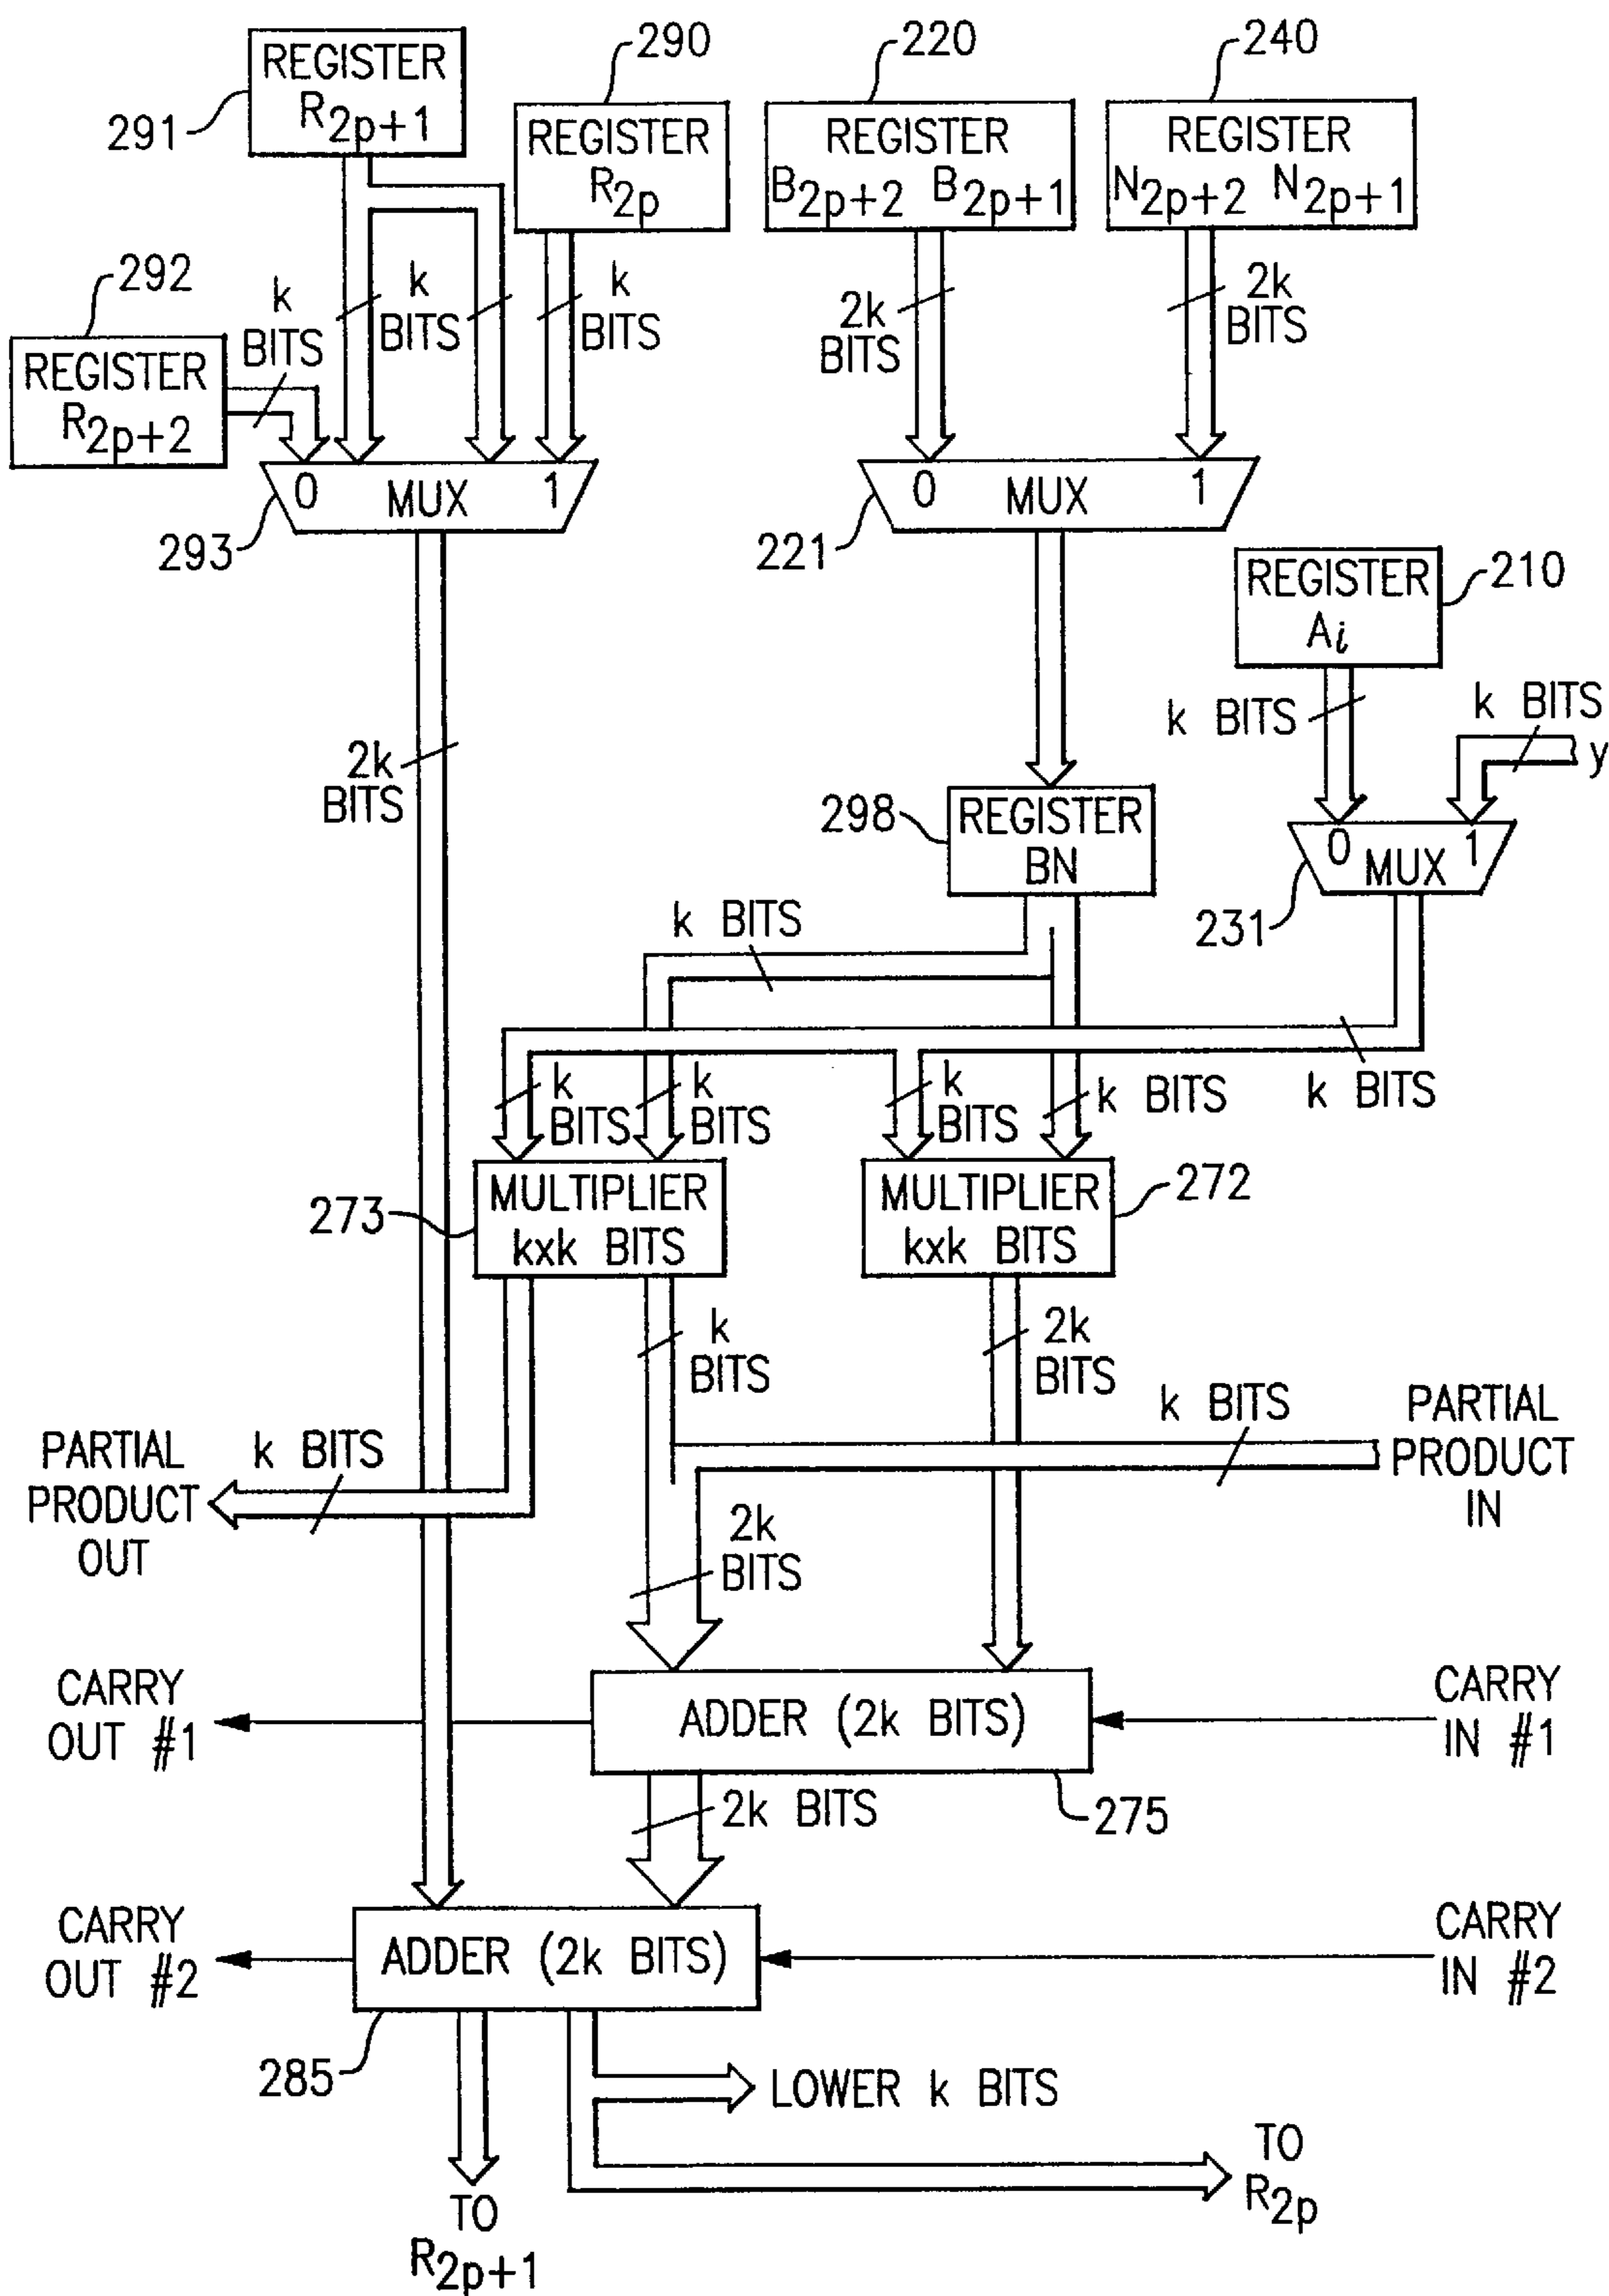 REGISTER
R2p+1
291
REGISTER
R2p
290
REGISTER
B2p+2 B2p+1
220
REGISTER
N2p+2 N2p+1
240
292
REGISTER
R2p+2
k
BITS
k
BITS
k
BITS
2k
BITS
2k
BITS
0 MUX 1
293
0 MUX 1
221
REGISTER
Ai
210
k BITS
k BITS
y
2k
BITS
298
REGISTER
BN
0 MUX 1
231
k BITS
k
BITS
k
BITS
k
BITS
k BITS
k BITS
273
MULTIPLIER
kxk BITS
MULTIPLIER
kxk BITS
272
k
BITS
2k
BITS
PARTIAL
PRODUCT
OUT
k BITS
k BITS
PARTIAL
PRODUCT
IN
2k
BITS
CARRY
OUT #1
ADDER (2k BITS)
CARRY
IN #1
275
2k BITS
CARRY
OUT #2
ADDER (2k BITS)
CARRY
IN #2
285
LOWER k BITS
TO
R2p
TO
R2p+1